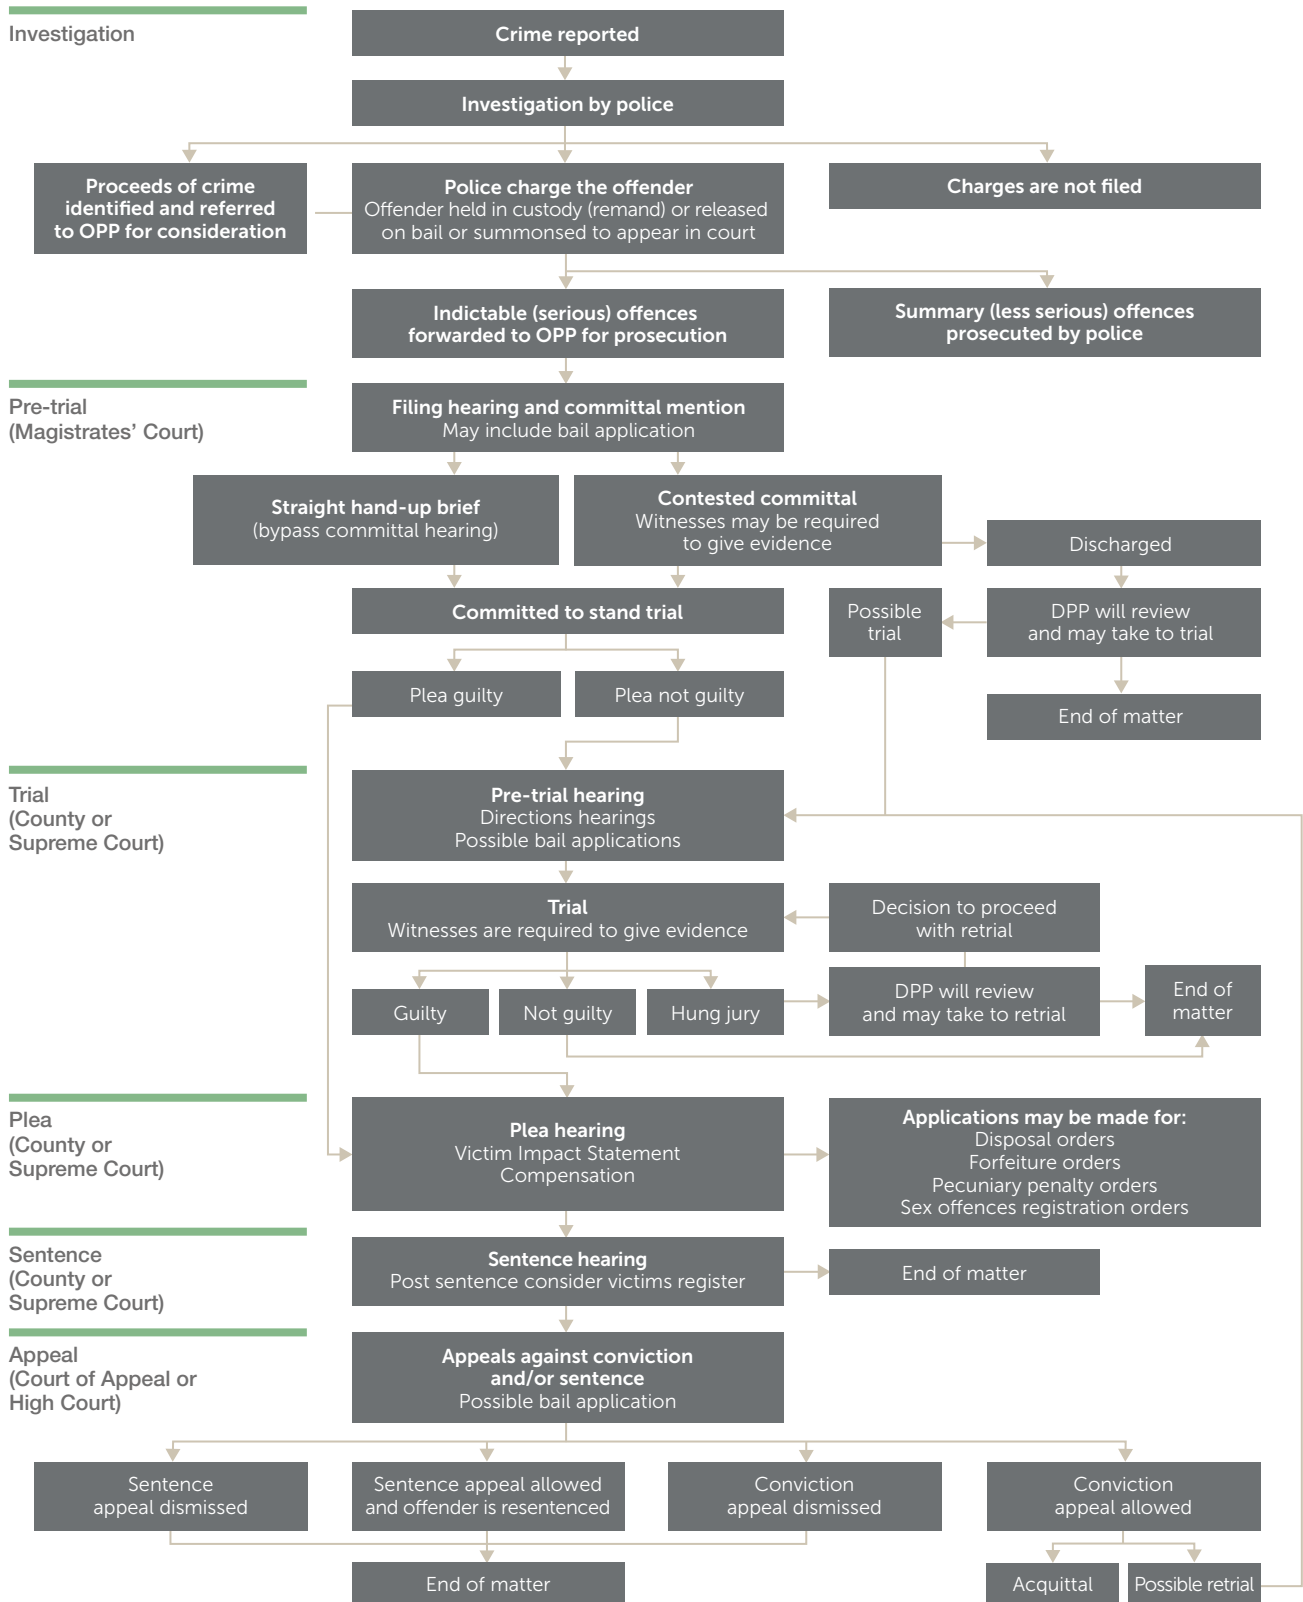 Investigation
Crime reported
Investigation by police
Proceeds of crime
identified and referred
to OPP for consideration
Police charge the offender
Offender held in custody (remand) or released
on bail or summonsed to appear in court
Charges are not filed
Indictable (serious) offences
forwarded to OPP for prosecution
Summary (less serious) offences
prosecuted by police
Pre-trial
(Magistrates’ Court)
Filing hearing and committal mention
May include bail application
Straight hand-up brief
(bypass committal hearing)
Contested committal
Witnesses may be required
to give evidence
Discharged
Committed to stand trial
Possible
trial
DPP will review
and may take to trial
Plea guilty
Plea not guilty
End of matter
Trial
(County or
Supreme Court)
Pre-trial hearing
Directions hearings
Possible bail applications
Trial
Witnesses are required to give evidence
Decision to proceed
with retrial
Guilty
Not guilty
Hung jury
DPP will review
and may take to retrial
End of
matter
Plea
(County or
Supreme Court)
Plea hearing
Victim Impact Statement
Compensation
Applications may be made for:
Disposal orders
Forfeiture orders
Pecuniary penalty orders
Sex offences registration orders
Sentence
(County or
Supreme Court)
Sentence hearing
Post sentence consider victims register
End of matter
Appeal
(Court of Appeal or
High Court)
Appeals against conviction
and/or sentence
Possible bail application
Sentence
appeal dismissed
Sentence appeal allowed
and offender is resentenced
Conviction
appeal dismissed
Conviction
appeal allowed
End of matter
Acquittal
Possible retrial